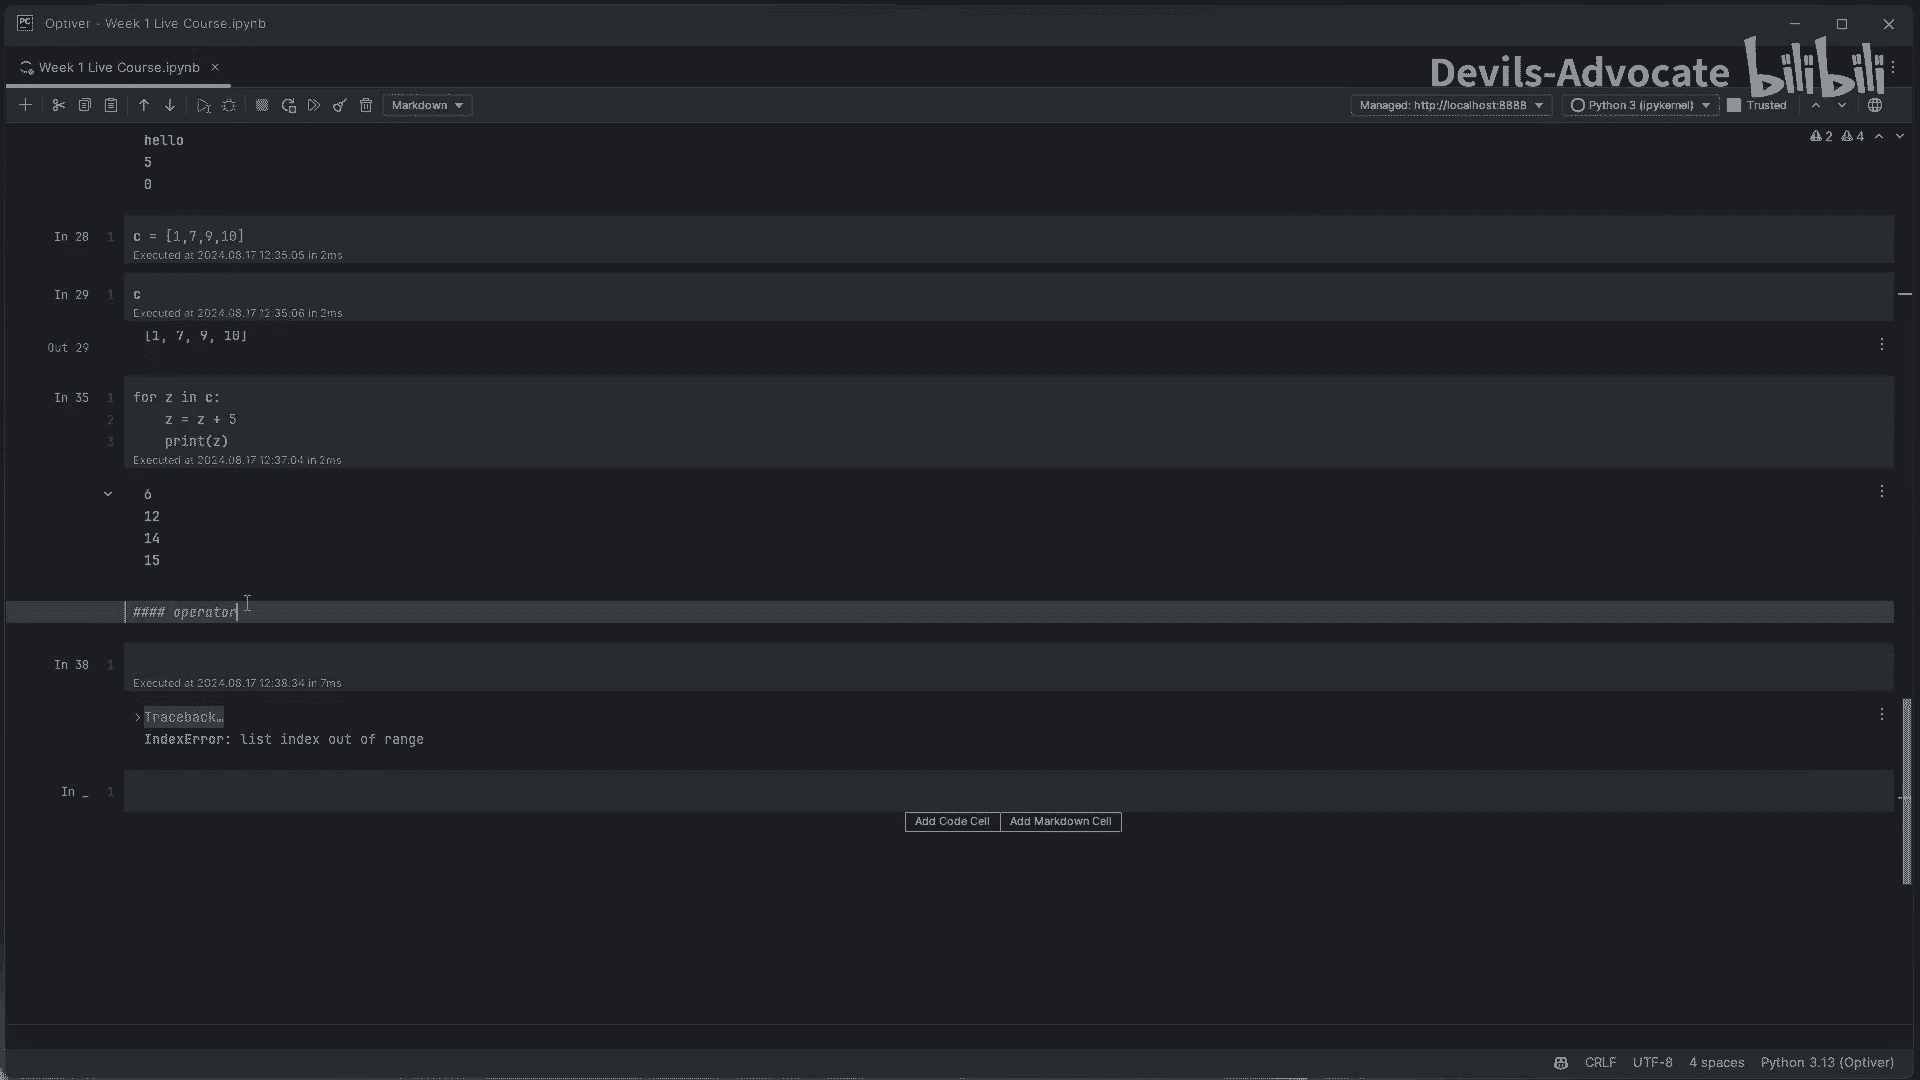 PC Optiver - Week 1 Live Course.ipynb
Week 1 Live Course.ipynb
Devils-Advocate bilibili
Markdown
Managed: http://localhost:8888
Python 3 (ipykernel)
Trusted
2 4
hello
5
0
In 28 1 c = [1,7,9,10]
Executed at 2024.08.17 12:35:05 in 2ms
In 29 1 c
Executed at 2024.08.17 12:35:06 in 2ms
Out 29 [1, 7, 9, 10]
In 35 1 for z in c:
2 z = z + 5
3 print(z)
Executed at 2024.08.17 12:37:04 in 2ms
6
12
14
15
#### operator
In 38 1
Executed at 2024.08.17 12:38:34 in 7ms
Traceback…
IndexError: list index out of range
In _ 1
Add Code Cell Add Markdown Cell
CRLF UTF-8 4 spaces Python 3.13 (Optiver)